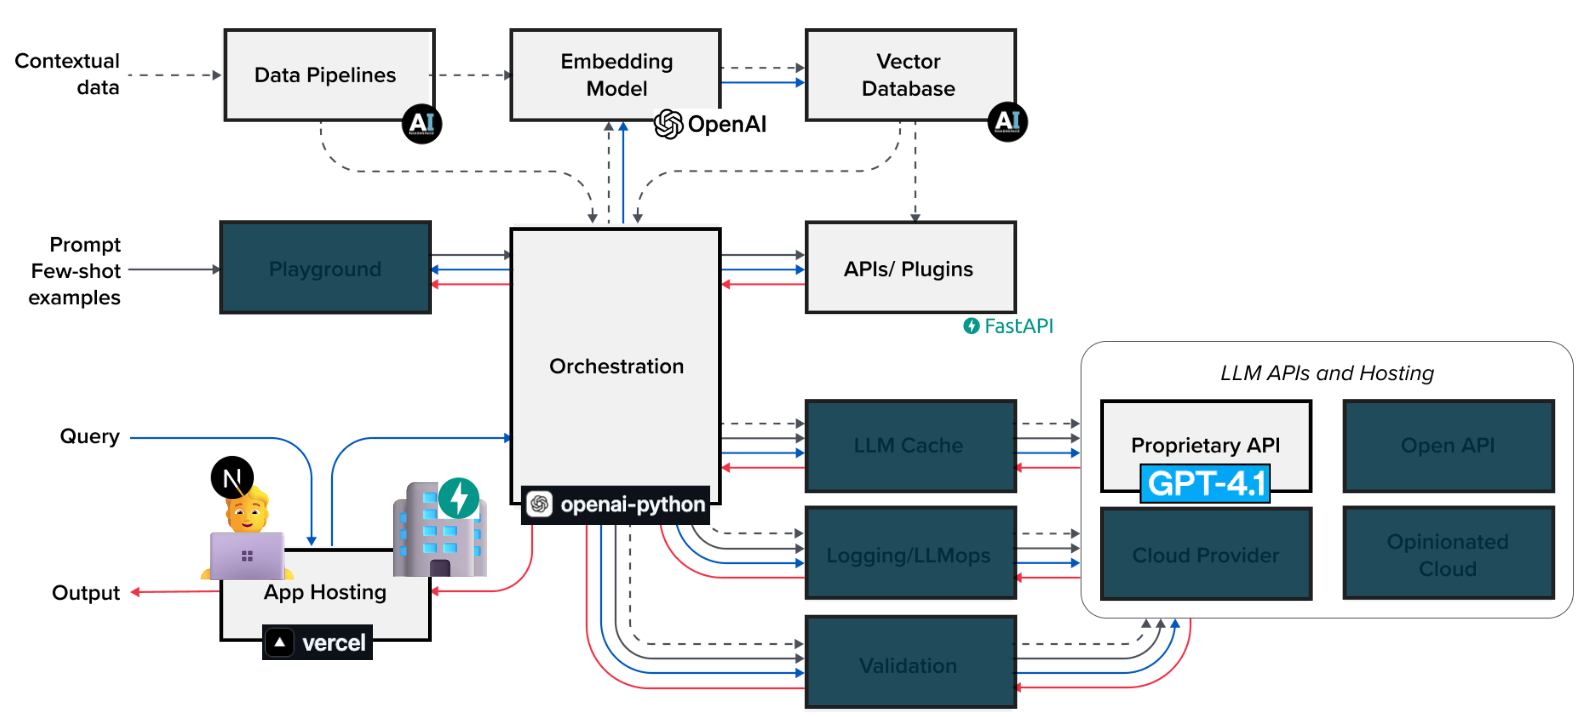 Contextual
data
Data Pipelines
AI
Embedding
Model
OpenAI
Vector
Database
AI
Prompt
Few-shot
examples
Playground
Orchestration
openai-python
APIs/ Plugins
FastAPI
Query
N
Output
App Hosting
vercel
LLM Cache
Logging/LLMops
Validation
LLM APIs and Hosting
Proprietary API
GPT-4.1
Open API
Cloud Provider
Opinionated
Cloud